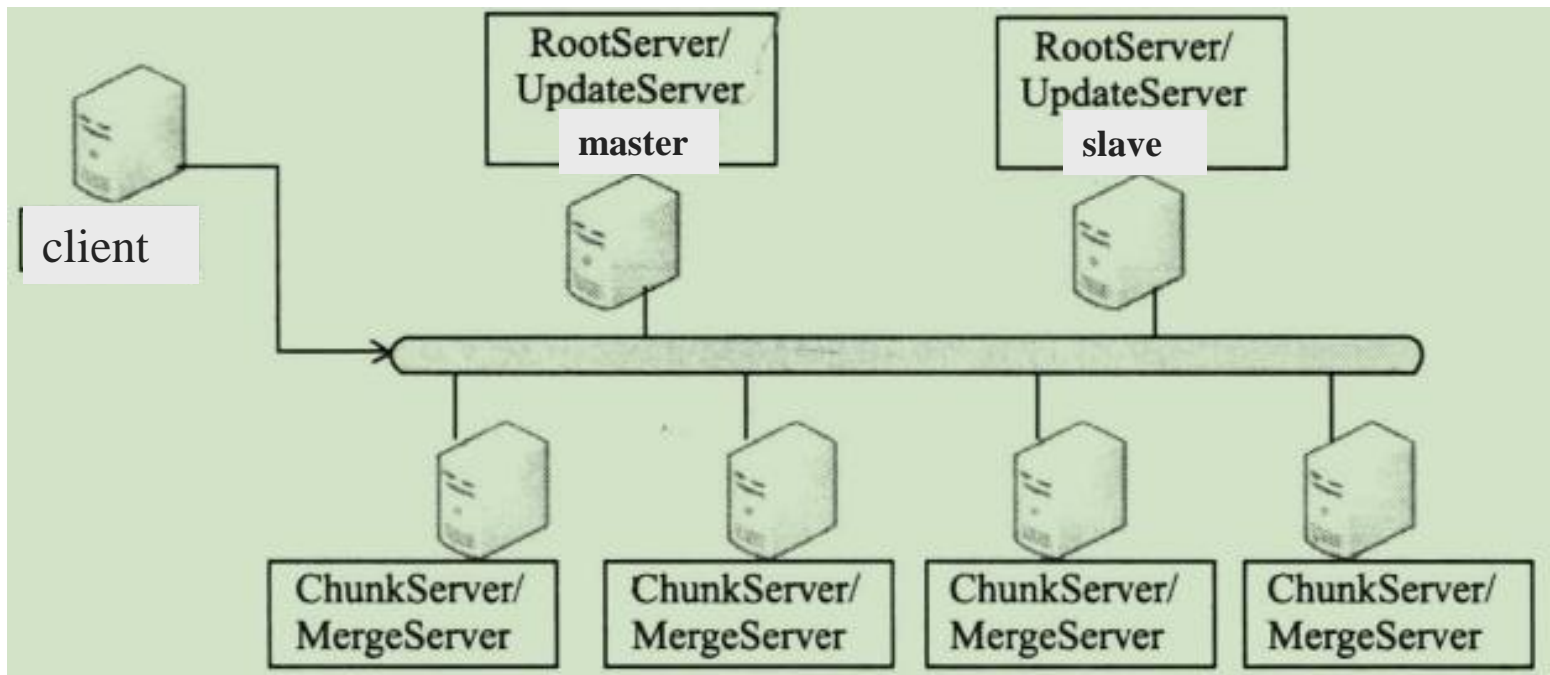 RootServer/
UpdateServer
master
RootServer/
UpdateServer
slave
client
ChunkServer/
MergeServer
ChunkServer/
MergeServer
ChunkServer/
MergeServer
ChunkServer/
MergeServer